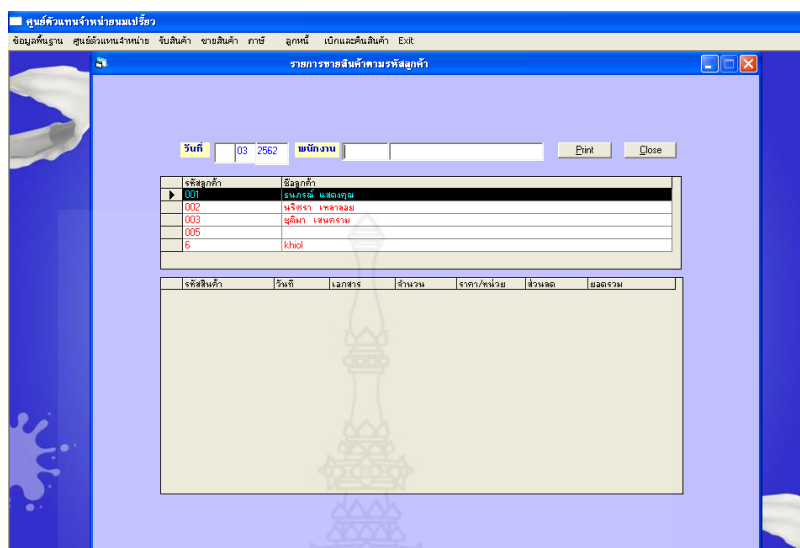 ศูนย์ตัวแทนจำหน่ายนมเปรี้ยว
ข้อมูลพื้นฐาน ศูนย์ตัวแทนจำหน่าย รับสินค้า ขายสินค้า ภาษี ลูกหนี้ เบิกและคืนสินค้า Exit
รายการขายสินค้าตามรหัสลูกค้า
วันที่ 03 2562 พนักงาน Print Close
รหัสลูกค้า ชื่อลูกค้า
001 ธนภรณ์ แสดงคุณ
002 นริศรา เหลาลอย
003 ชุติมา เสนคราม
005
6 khiol
รหัสสินค้า วันที่ เอกสาร จำนวน ราคา/หน่วย ส่วนลด ยอดรวม